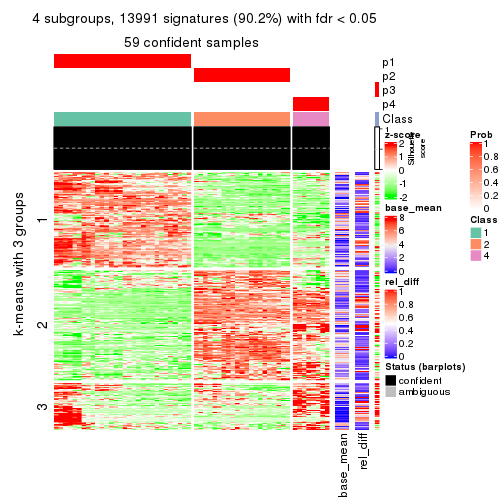 4 subgroups, 13991 signatures (90.2%) with fdr < 0.05
59 confident samples
p1
p2
p3
p4
Class
1
Silhouette
score
z-score
2
1
0
-1
-2
base_mean
8
6
4
2
0
rel_diff
1
0.8
0.6
0.4
0.2
0
Status (barplots)
confident
ambiguous
Prob
1
0.8
0.6
0.4
0.2
0
Class
1
2
4
k-means with 3 groups
1
2
3
base_mean
rel_diff